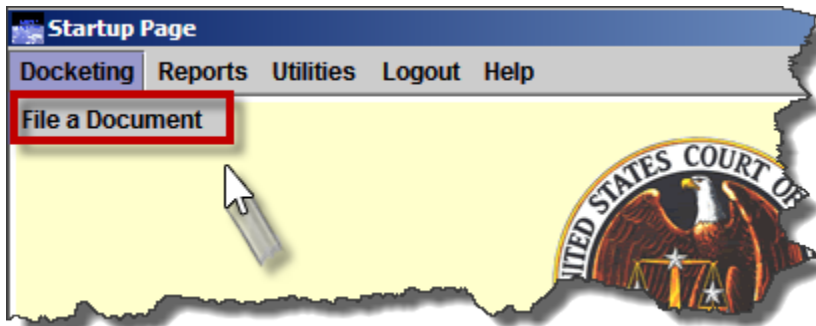 Startup Page
Docketing Reports Utilities Logout Help
File a Document
UNITED STATES COURT OF